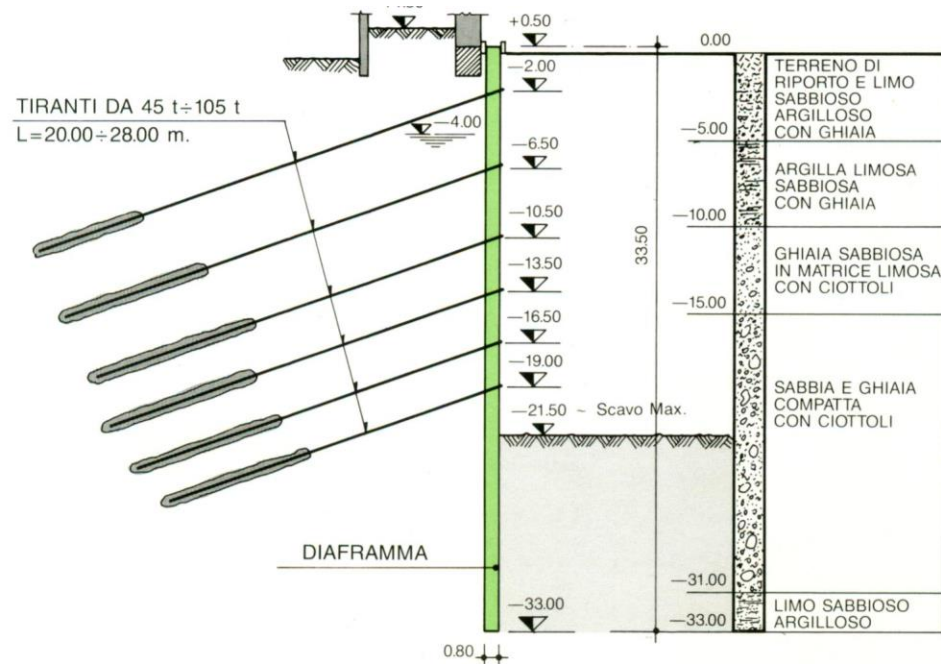 +0.50
0.00
−2.00
TIRANTI DA 45 t÷105 t
L=20.00÷28.00 m.
−4.00
−6.50
−10.50
−13.50
−16.50
−19.00
−21.50 ~ Scavo Max.
DIAFRAMMA
−33.00
0.80
33.50
−5.00
−10.00
−15.00
−31.00
−33.00
TERRENO DI
RIPORTO E LIMO
SABBIOSO
ARGILLOSO
CON GHIAIA
ARGILLA LIMOSA
SABBIOSA
CON GHIAIA
GHIAIA SABBIOSA
IN MATRICE LIMOSA
CON CIOTTOLI
SABBIA E GHIAIA
COMPATTA
CON CIOTTOLI
LIMO SABBIOSO
ARGILLOSO